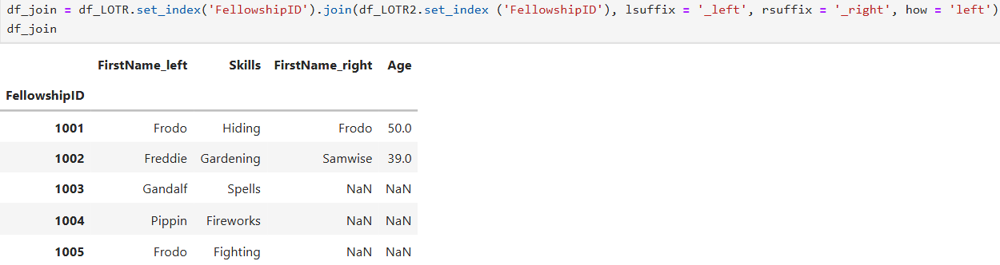 df_join = df_LOTR.set_index('FellowshipID').join(df_LOTR2.set_index ('FellowshipID'), lsuffix = '_left', rsuffix = '_right', how = 'left')
df_join
FirstName_left Skills FirstName_right Age
FellowshipID
1001 Frodo Hiding Frodo 50.0
1002 Freddie Gardening Samwise 39.0
1003 Gandalf Spells NaN NaN
1004 Pippin Fireworks NaN NaN
1005 Frodo Fighting NaN NaN